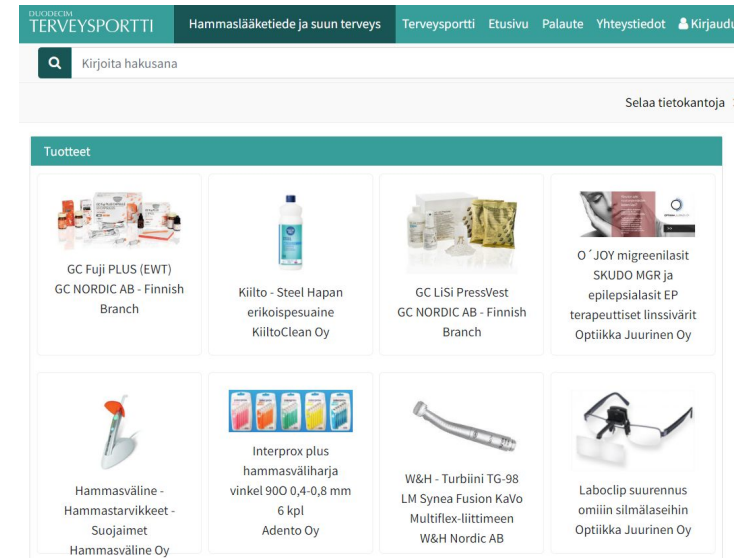 DUODECIM
TERVEYSPORTTI
Hammaslääketiede ja suun terveys
Terveysportti Etusivu Palaute Yhteystiedot Kirjaudu
Kirjoita hakusana
Selaa tietokantoja
Tuotteet
GC Fuji PLUS (EWT)
GC NORDIC AB - Finnish
Branch
Kiilto - Steel Hapan
erikoispesuaine
KiiltoClean Oy
GC LiSi PressVest
GC NORDIC AB - Finnish
Branch
O´JOY migreenilasit
SKUDO MGR ja
epilepsialasit EP
terapeuttiset linssivärit
Optiikka Juurinen Oy
Hammasväline -
Hammastarvikkeet -
Suojaimet
Hammasväline Oy
Interprox plus
hammasväliharja
vinkel 90O 0,4-0,8 mm
6 kpl
Adento Oy
W&H - Turbiini TG-98
LM Synea Fusion KaVo
Multiflex-liittimeen
W&H Nordic AB
Laboclip suurennus
omiin silmälaseihin
Optiikka Juurinen Oy